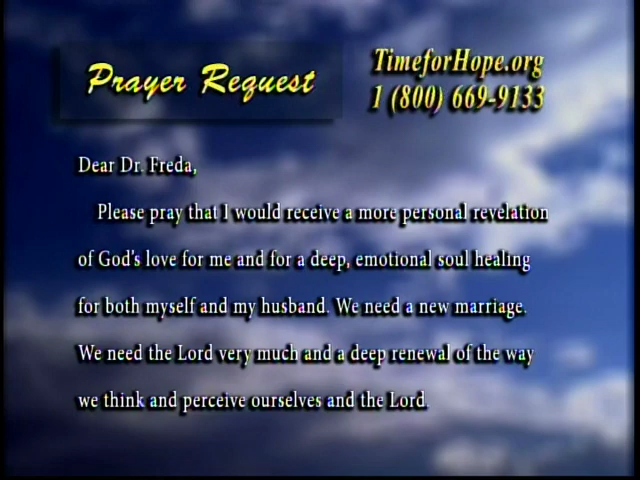 Prayer Request
TimeforHope.org
1 (800) 669-9133
Dear Dr. Freda,
Please pray that I would receive a more personal revelation
of God's love for me and for a deep, emotional soul healing
for both myself and my husband. We need a new marriage.
We need the Lord very much and a deep renewal of the way
we think and perceive ourselves and the Lord.